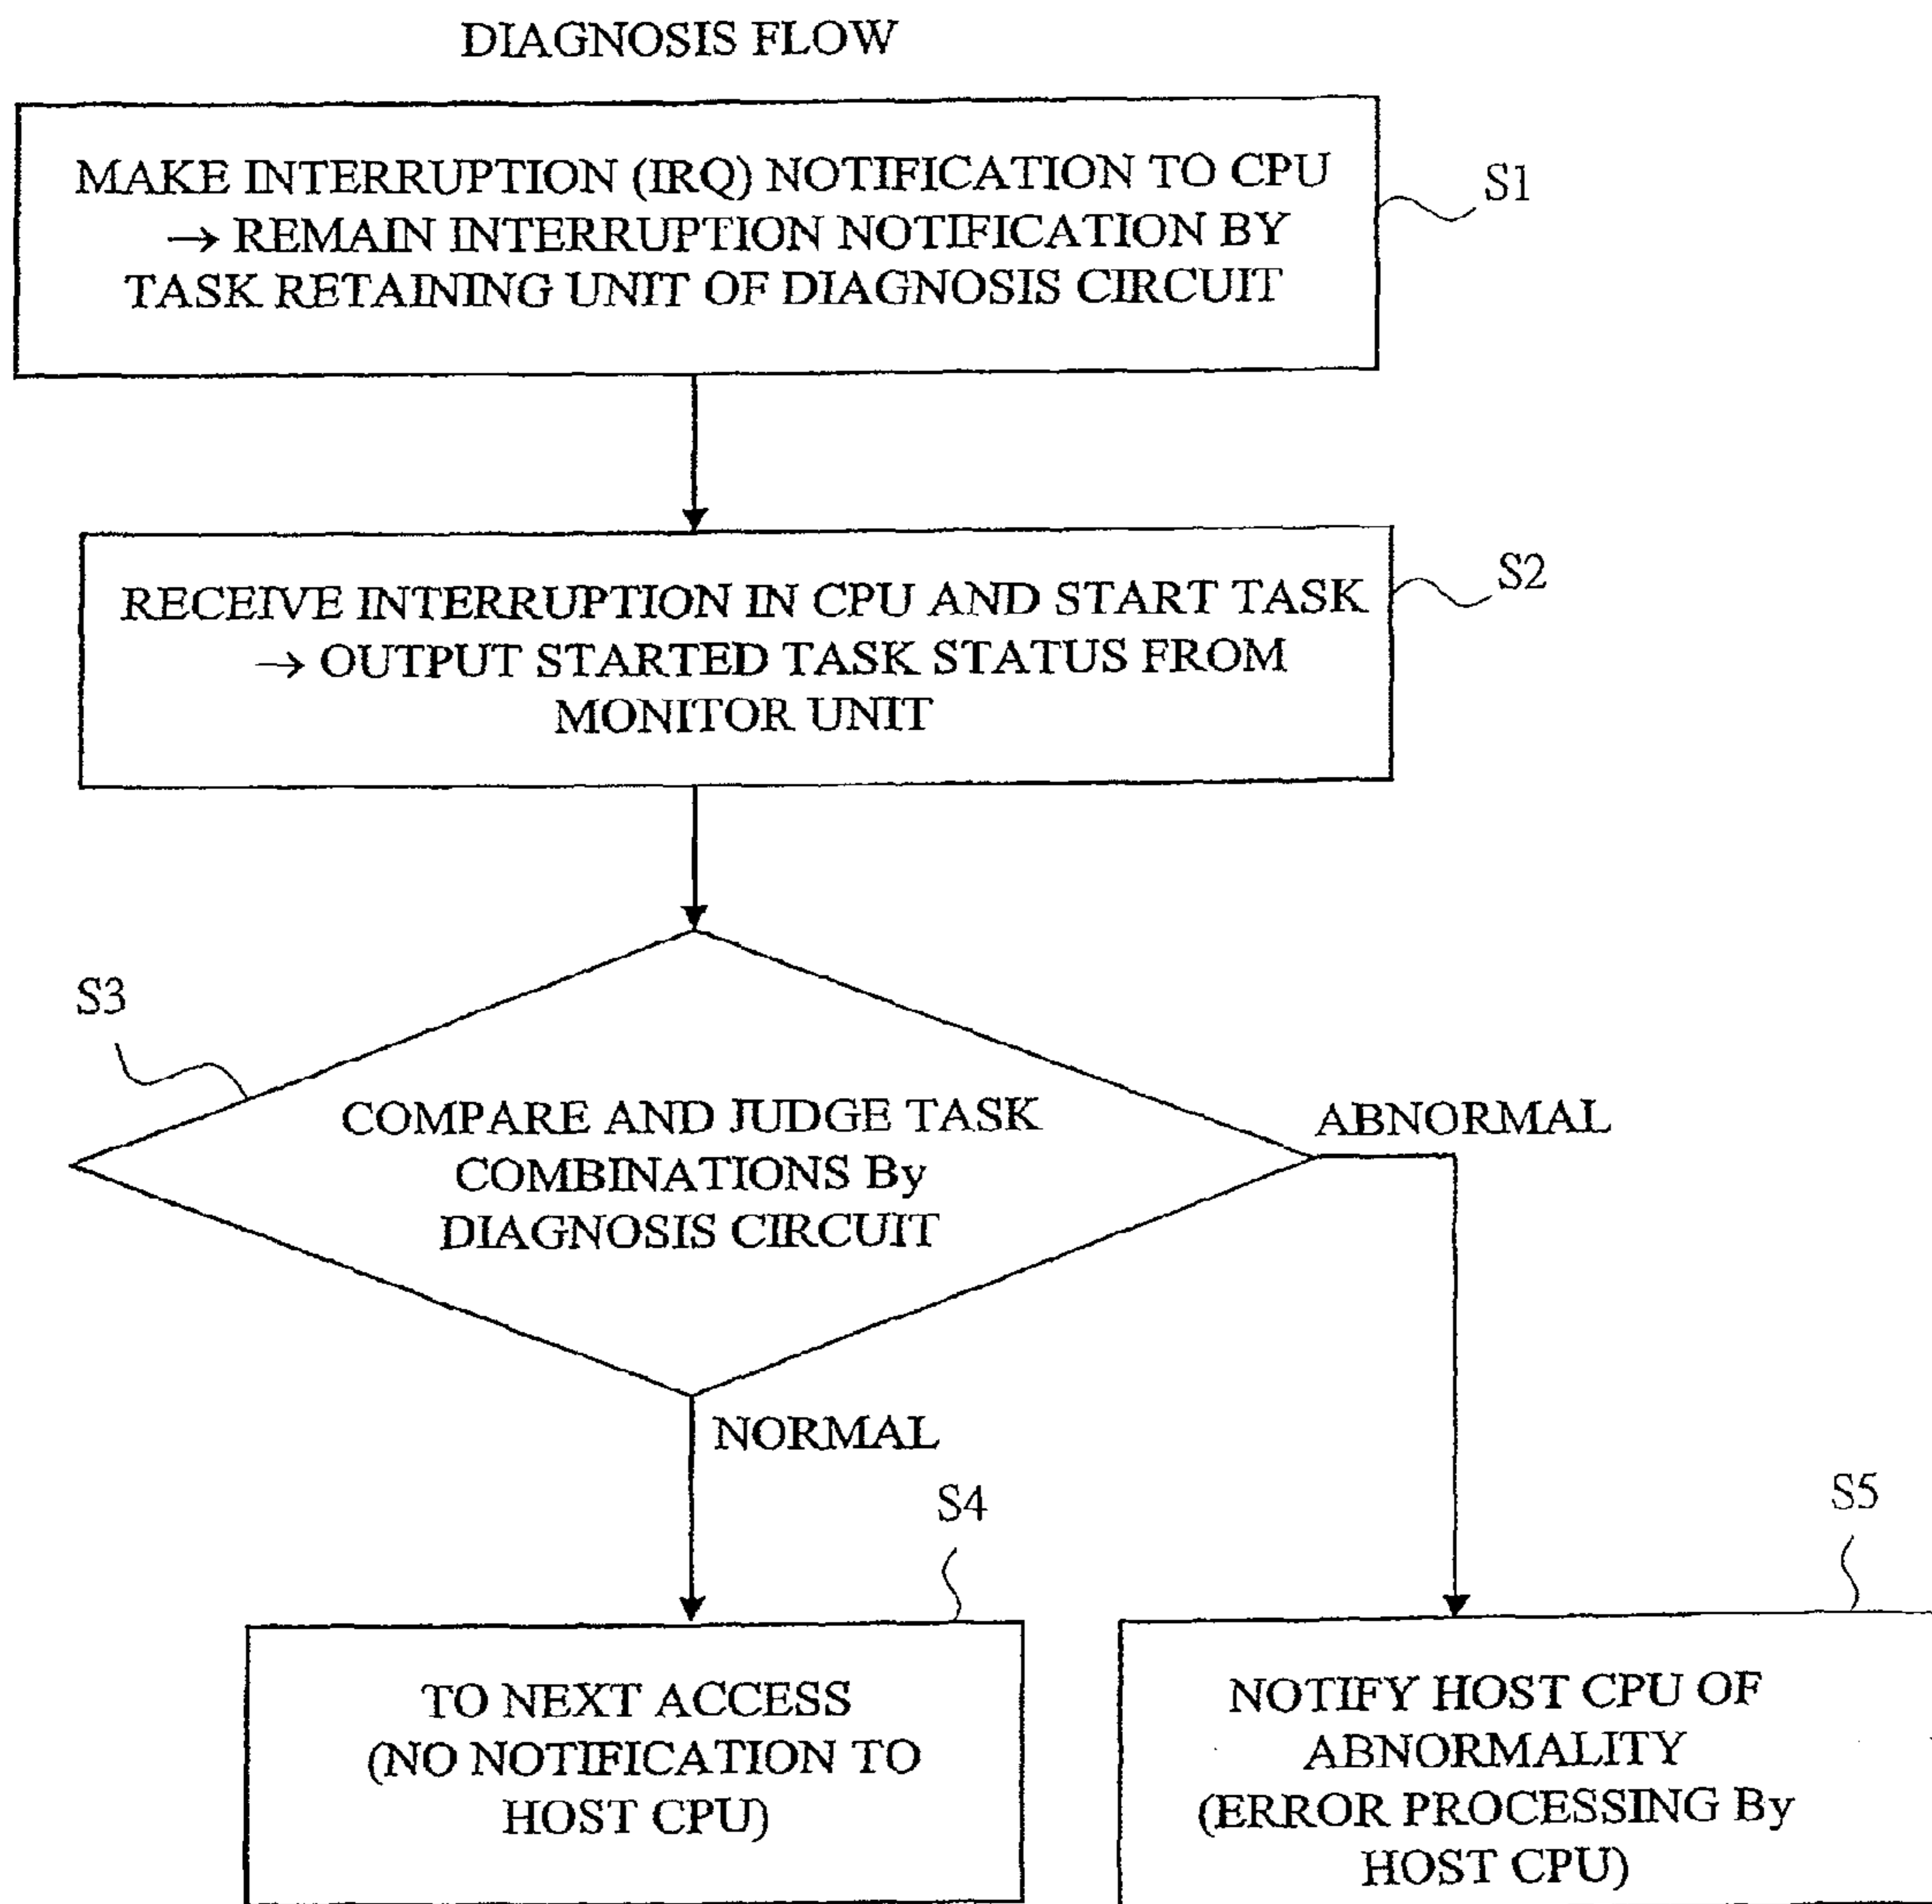 DIAGNOSIS FLOW
MAKE INTERRUPTION (IRQ) NOTIFICATION TO CPU
→ REMAIN INTERRUPTION NOTIFICATION BY
TASK RETAINING UNIT OF DIAGNOSIS CIRCUIT
S1
RECEIVE INTERRUPTION IN CPU AND START TASK
→ OUTPUT STARTED TASK STATUS FROM
MONITOR UNIT
S2
S3
COMPARE AND JUDGE TASK
COMBINATIONS By
DIAGNOSIS CIRCUIT
ABNORMAL
NORMAL
S4
TO NEXT ACCESS
(NO NOTIFICATION TO
HOST CPU)
S5
NOTIFY HOST CPU OF
ABNORMALITY
(ERROR PROCESSING By
HOST CPU)